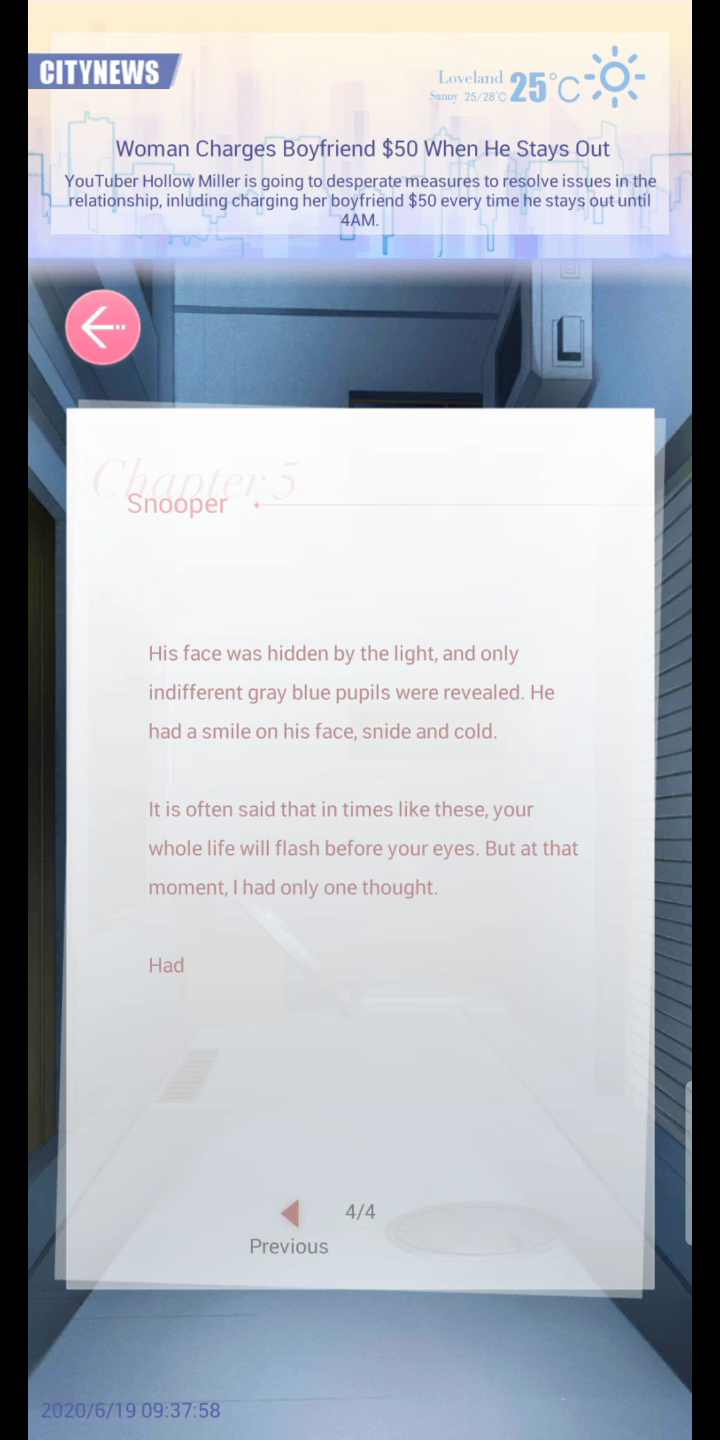 CITYNEWS
Loveland
Sunny 25/28°C
25°C
Woman Charges Boyfriend $50 When He Stays Out
YouTuber Hollow Miller is going to desperate measures to resolve issues in the
relationship, inluding charging her boyfriend $50 every time he stays out until
4AM.
Chapter 5
Snooper
His face was hidden by the light, and only
indifferent gray blue pupils were revealed. He
had a smile on his face, snide and cold.
It is often said that in times like these, your
whole life will flash before your eyes. But at that
moment, I had only one thought.
Had
4/4
Previous
2020/6/19 09:37:58